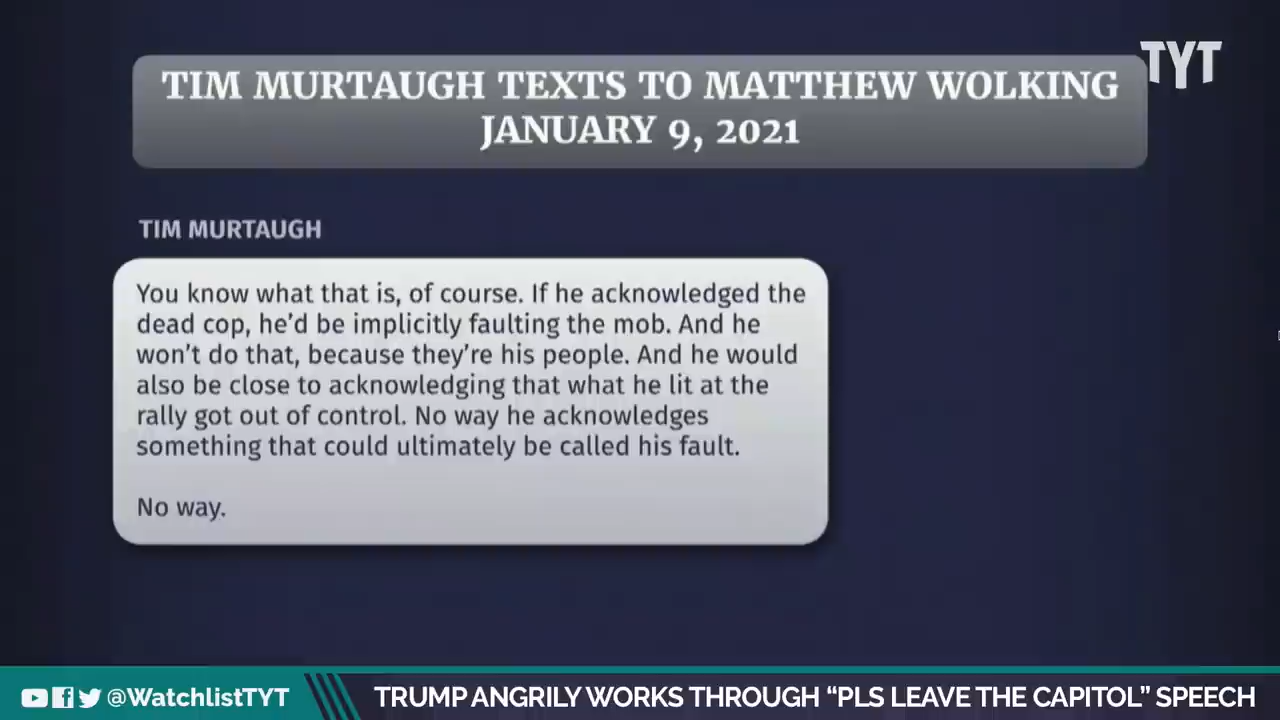 TYT
TIM MURTAUGH TEXTS TO MATTHEW WOLKING
JANUARY 9, 2021
TIM MURTAUGH
You know what that is, of course. If he acknowledged the
dead cop, he’d be implicitly faulting the mob. And he
won’t do that, because they’re his people. And he would
also be close to acknowledging that what he lit at the
rally got out of control. No way he acknowledges
something that could ultimately be called his fault.
No way.
@WatchlistTYT
TRUMP ANGRILY WORKS THROUGH “PLS LEAVE THE CAPITOL” SPEECH